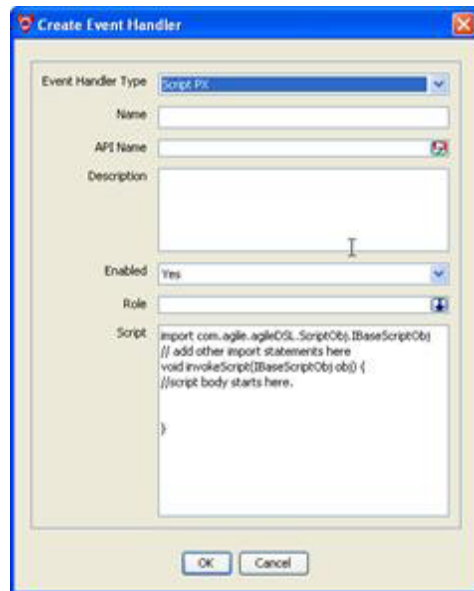 Create Event Handler
Event Handler Type Script PX
Name
API Name
Description
Enabled Yes
Role
Script import com.agile.agileDSL.ScriptObj.IBaseScriptObj
// add other import statements here
void invokeScript(IBaseScriptObj obj) {
//script body starts here.
}
OK Cancel